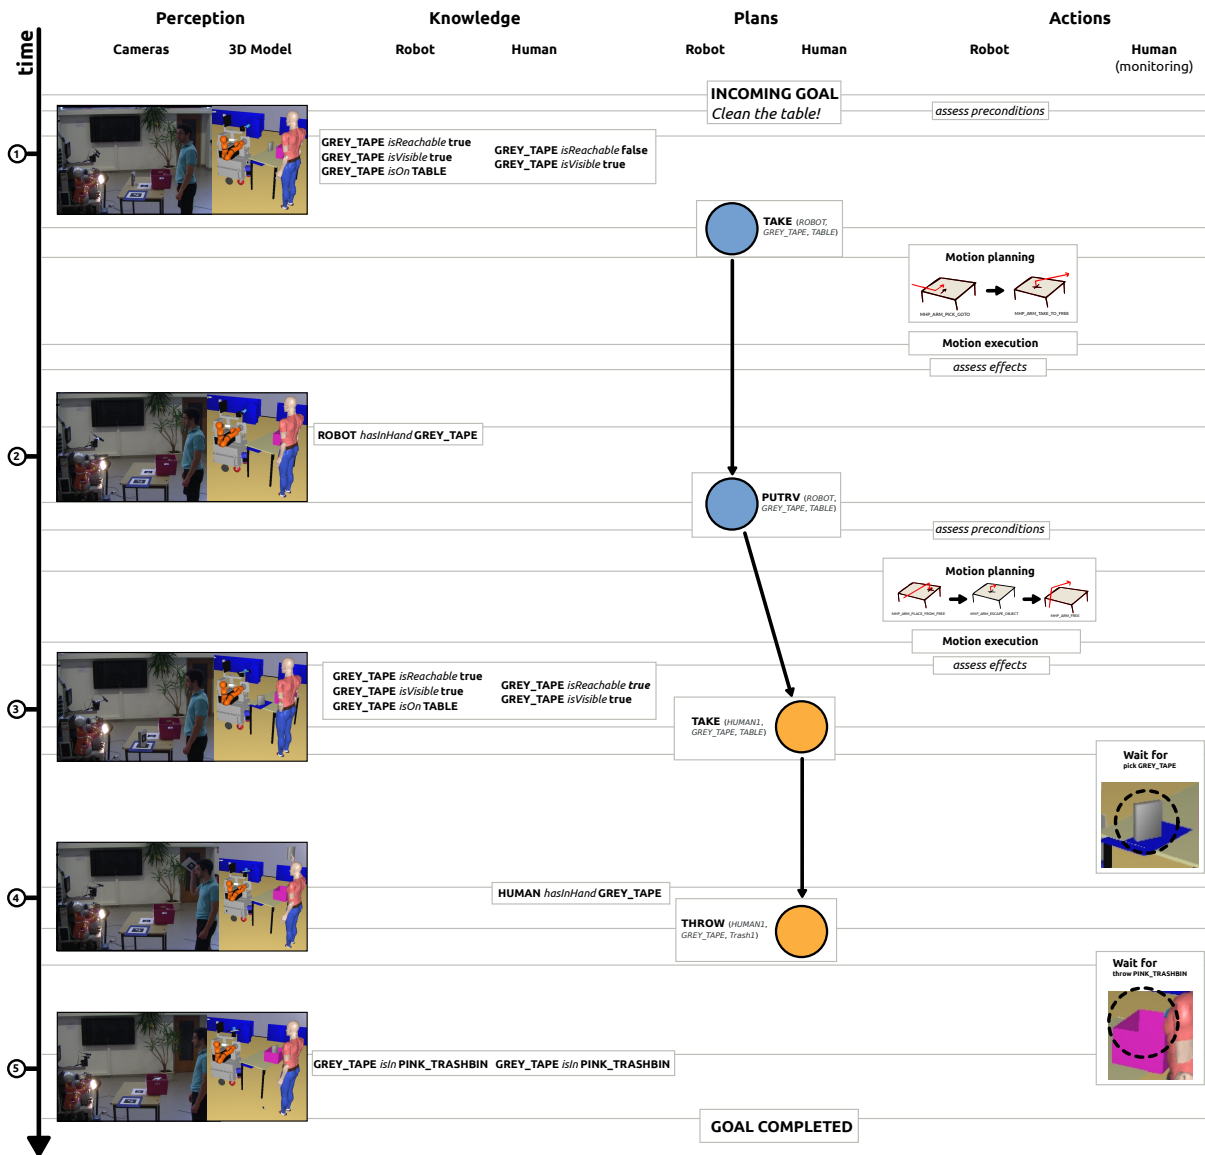 Perception Knowledge Plans Actions
time
Cameras 3D Model Robot Human Robot Human Robot Human
(monitoring)
INCOMING GOAL
Clean the table!
assess preconditions
1
GREY_TAPE isReachable true
GREY_TAPE isVisible true
GREY_TAPE isOn TABLE
GREY_TAPE isReachable false
GREY_TAPE isVisible true
TAKE (ROBOT,
GREY_TAPE, TABLE)
Motion planning
MHP_ARM_PICK_GOTO MHP_ARM_TAKE_TO_FREE
Motion execution
assess effects
2
ROBOT hasInHand GREY_TAPE
PUTRV (ROBOT,
GREY_TAPE, TABLE)
assess preconditions
Motion planning
MHP_ARM_PLACE_FROM_FREE MHP_ARM_ESCAPE_OBJECT MHP_ARM_FREE
Motion execution
assess effects
3
GREY_TAPE isReachable true
GREY_TAPE isVisible true
GREY_TAPE isOn TABLE
GREY_TAPE isReachable true
GREY_TAPE isVisible true
TAKE (HUMAN1,
GREY_TAPE, TABLE)
Wait for
pick GREY_TAPE
4
HUMAN hasInHand GREY_TAPE
THROW (HUMAN1,
GREY_TAPE, Trash1)
Wait for
throw PINK_TRASHBIN
5
GREY_TAPE isIn PINK_TRASHBIN GREY_TAPE isIn PINK_TRASHBIN
GOAL COMPLETED